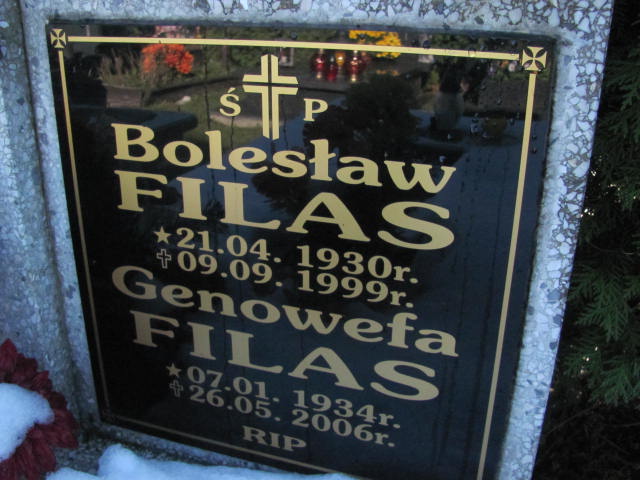 Ś P
Bolesław
FILAS
★21.04. 1930r.
✞09.09. 1999r.
Genowefa
FILAS
★07.01. 1934r.
✞26.05. 2006r.
RIP